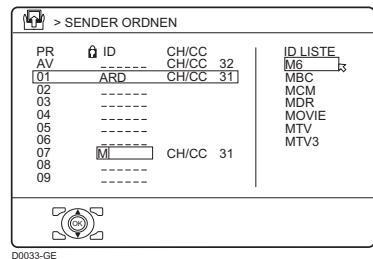 > SENDER ORDNEN
PR ID CH/CC ID LISTE
AV _ _ _ _ _ _ CH/CC 32 M6
01 ARD CH/CC 31 MBC
02 _ _ _ _ _ _ MCM
03 _ _ _ _ _ _ MDR
04 _ _ _ _ _ _ MOVIE
05 _ _ _ _ _ _ MTV
06 _ _ _ _ _ _ MTV3
07 M CH/CC 31
08 _ _ _ _ _ _
09 _ _ _ _ _ _
OK
D0033-GE